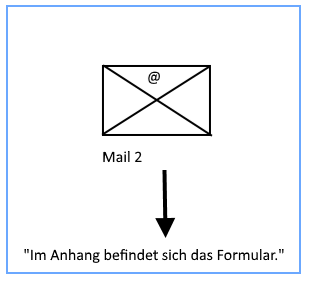 @
Mail 2
"Im Anhang befindet sich das Formular."